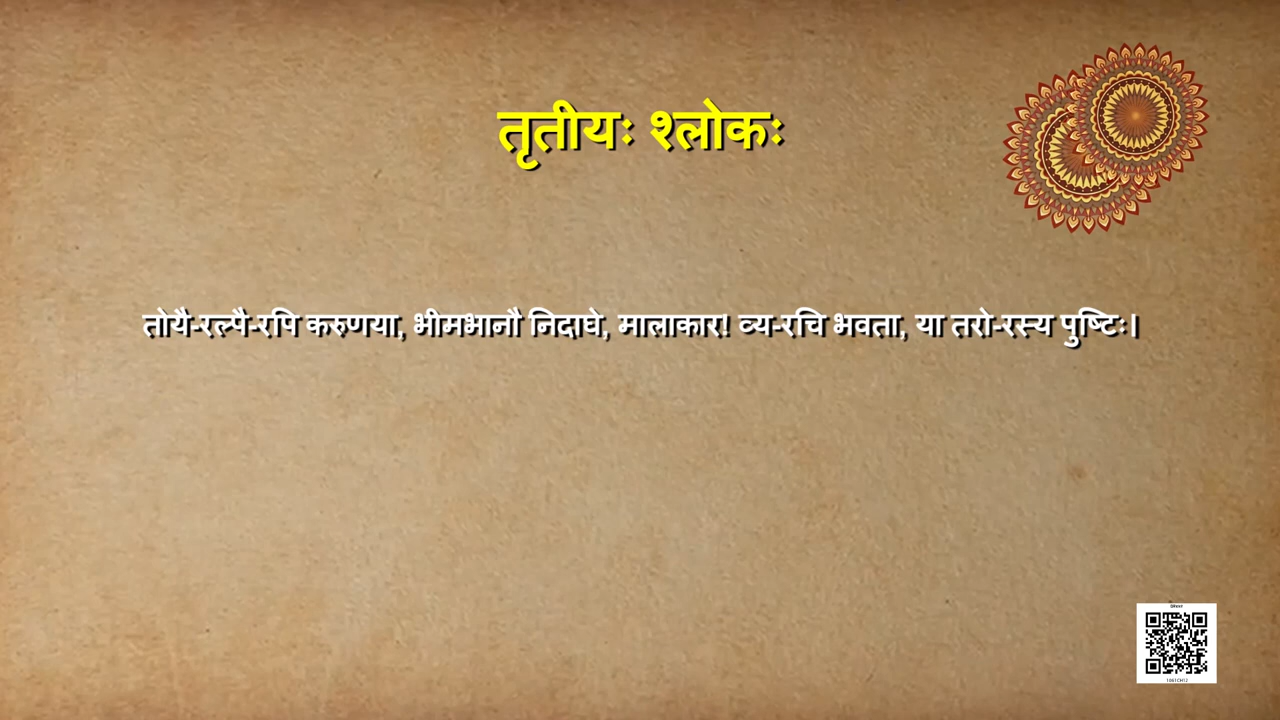 तृतीयः श्लोकः
तोयै-रल्पै-रपि करुणया, भीमभानौ निदाघे, मालाकार! व्य-रचि भवता, या तरो-रस्य पुष्टिः।